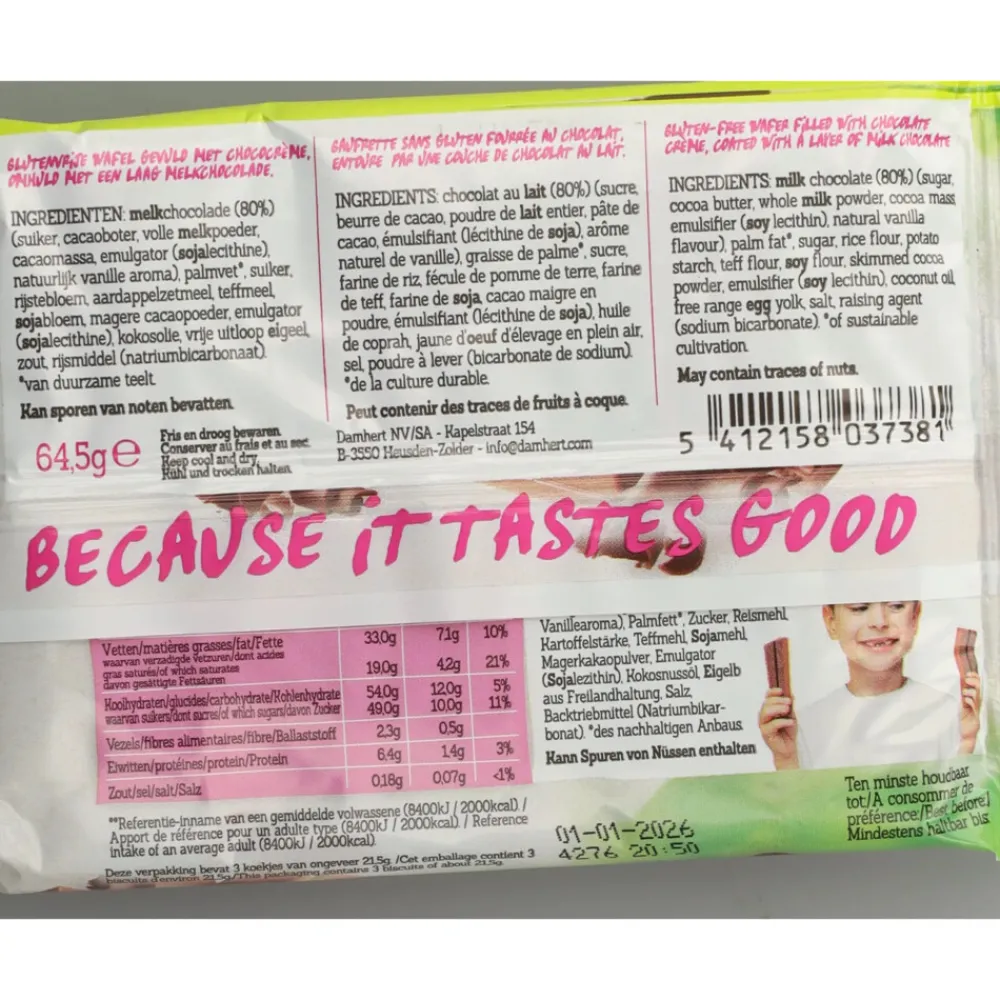 GLUTENVRIJE WAFEL GEVULD MET CHOCOCRÈME,
OMHULD MET EEN LAAG MELKCHOCOLADE.
INGREDIENTEN: melkchocolade (80%)
(suiker, cacaoboter, volle melkpoeder,
cacaomassa, emulgator (sojalecithine),
natuurlijk vanille aroma), palmvet*, suiker,
rijstebloem, aardappelzetmeel, teffmeel,
sojabloem, magere cacaopoeder, emulgator
(sojalecithine), kokosolie, vrije uitloop eigeel,
zout, rijsmiddel (natriumbicarbonaat).
*van duurzame teelt
Kan sporen van noten bevatten.
64,5g e
Fris en droog bewaren.
Conserver au frais et au sec.
Keep cool and dry.
Kühl und trocken halten.
GAUFRETTE SANS GLUTEN FOURRÉE AU CHOCOLAT,
ENTOURE PAR UNE COUCHE DE CHOCOLAT AU LAIT.
INGREDIENTS: chocolat au lait (80%) (sucre,
beurre de cacao, poudre de lait entier, pâte de
cacao, émulsifiant (lécithine de soja), arôme
naturel de vanille), graisse de palme*, sucre,
farine de riz, fécule de pomme de terre, farine
de teff, farine de soja, cacao maigre en
poudre, émulsifiant (lécithine de soja), huile
de coprah, jaune d'oeuf d'élevage en plein air,
sel, poudre à lever (bicarbonate de sodium).
*de la culture durable.
Peut contenir des traces de fruits à coque.
Damhert NV/SA - Kapelstraat 154
B-3550 Heusden-Zolder - info@damhert.com
GLUTEN-FREE WAFER FILLED WITH CHOCOLATE
CRÈME, COATED WITH A LAYER OF MILK CHOCOLATE
INGREDIENTS: milk chocolate (80%) (sugar,
cocoa butter, whole milk powder, cocoa mass,
emulsifier (soy lecithin), natural vanilla
flavour), palm fat*, sugar, rice flour, potato
starch, teff flour, soy flour, skimmed cocoa
powder, emulsifier (soy lecithin), coconut oil,
free range egg yolk, salt, raising agent
(sodium bicarbonate). *of sustainable
cultivation.
May contain traces of nuts.
5 412158 037381
BECAUSE IT TASTES GOOD
Vetten/matières grasses/fat/Fette 33,0g 7,1g 10%
waarvan verzadigde vetzuren/dont acides
gras saturés/of which saturates 19,0g 4,2g 21%
davon gesättigte Fettsäuren
Koolhydraten/glucides/carbohydrate/Kohlenhydrate 54,0g 12,0g 5%
waarvan suikers/dont sucres/of which sugars/davon Zucker 49,0g 10,0g 11%
Vezels/fibres alimentaires/fibre/Ballaststoff 2,3g 0,5g
Eiwitten/protéines/protein/Protein 6,4g 1,4g 3%
Zout/sel/salt/Salz 0,18g 0,07g <1%
**Referentie-inname van een gemiddelde volwassene (8400kJ / 2000kcal). /
Apport de référence pour un adulte type (8400kJ / 2000kcal). / Reference
intake of an average adult (8400kJ / 2000kcal).
Deze verpakking bevat 3 koekjes van ongeveer 21,5g. /Cet emballage contient 3
biscuits d'environ 21,5g/This packaging contains 3 biscuits of about 21,5g.
Vanillearoma), Palmfett*, Zucker, Reismehl,
Kartoffelstärke, Teffmehl, Sojamehl,
Magerkakaopulver, Emulgator
(Sojalezithin), Kokosnussöl, Eigelb
aus Freilandhaltung, Salz,
Backtriebmittel (Natriumbikar-
bonat). *des nachhaltigen Anbaus
Kann Spuren von Nüssen enthalten
01-01-2026
4276 20:50
Ten minste houdbaar
tot/A consommer de
préférence/Best before/
Mindestens haltbar bis